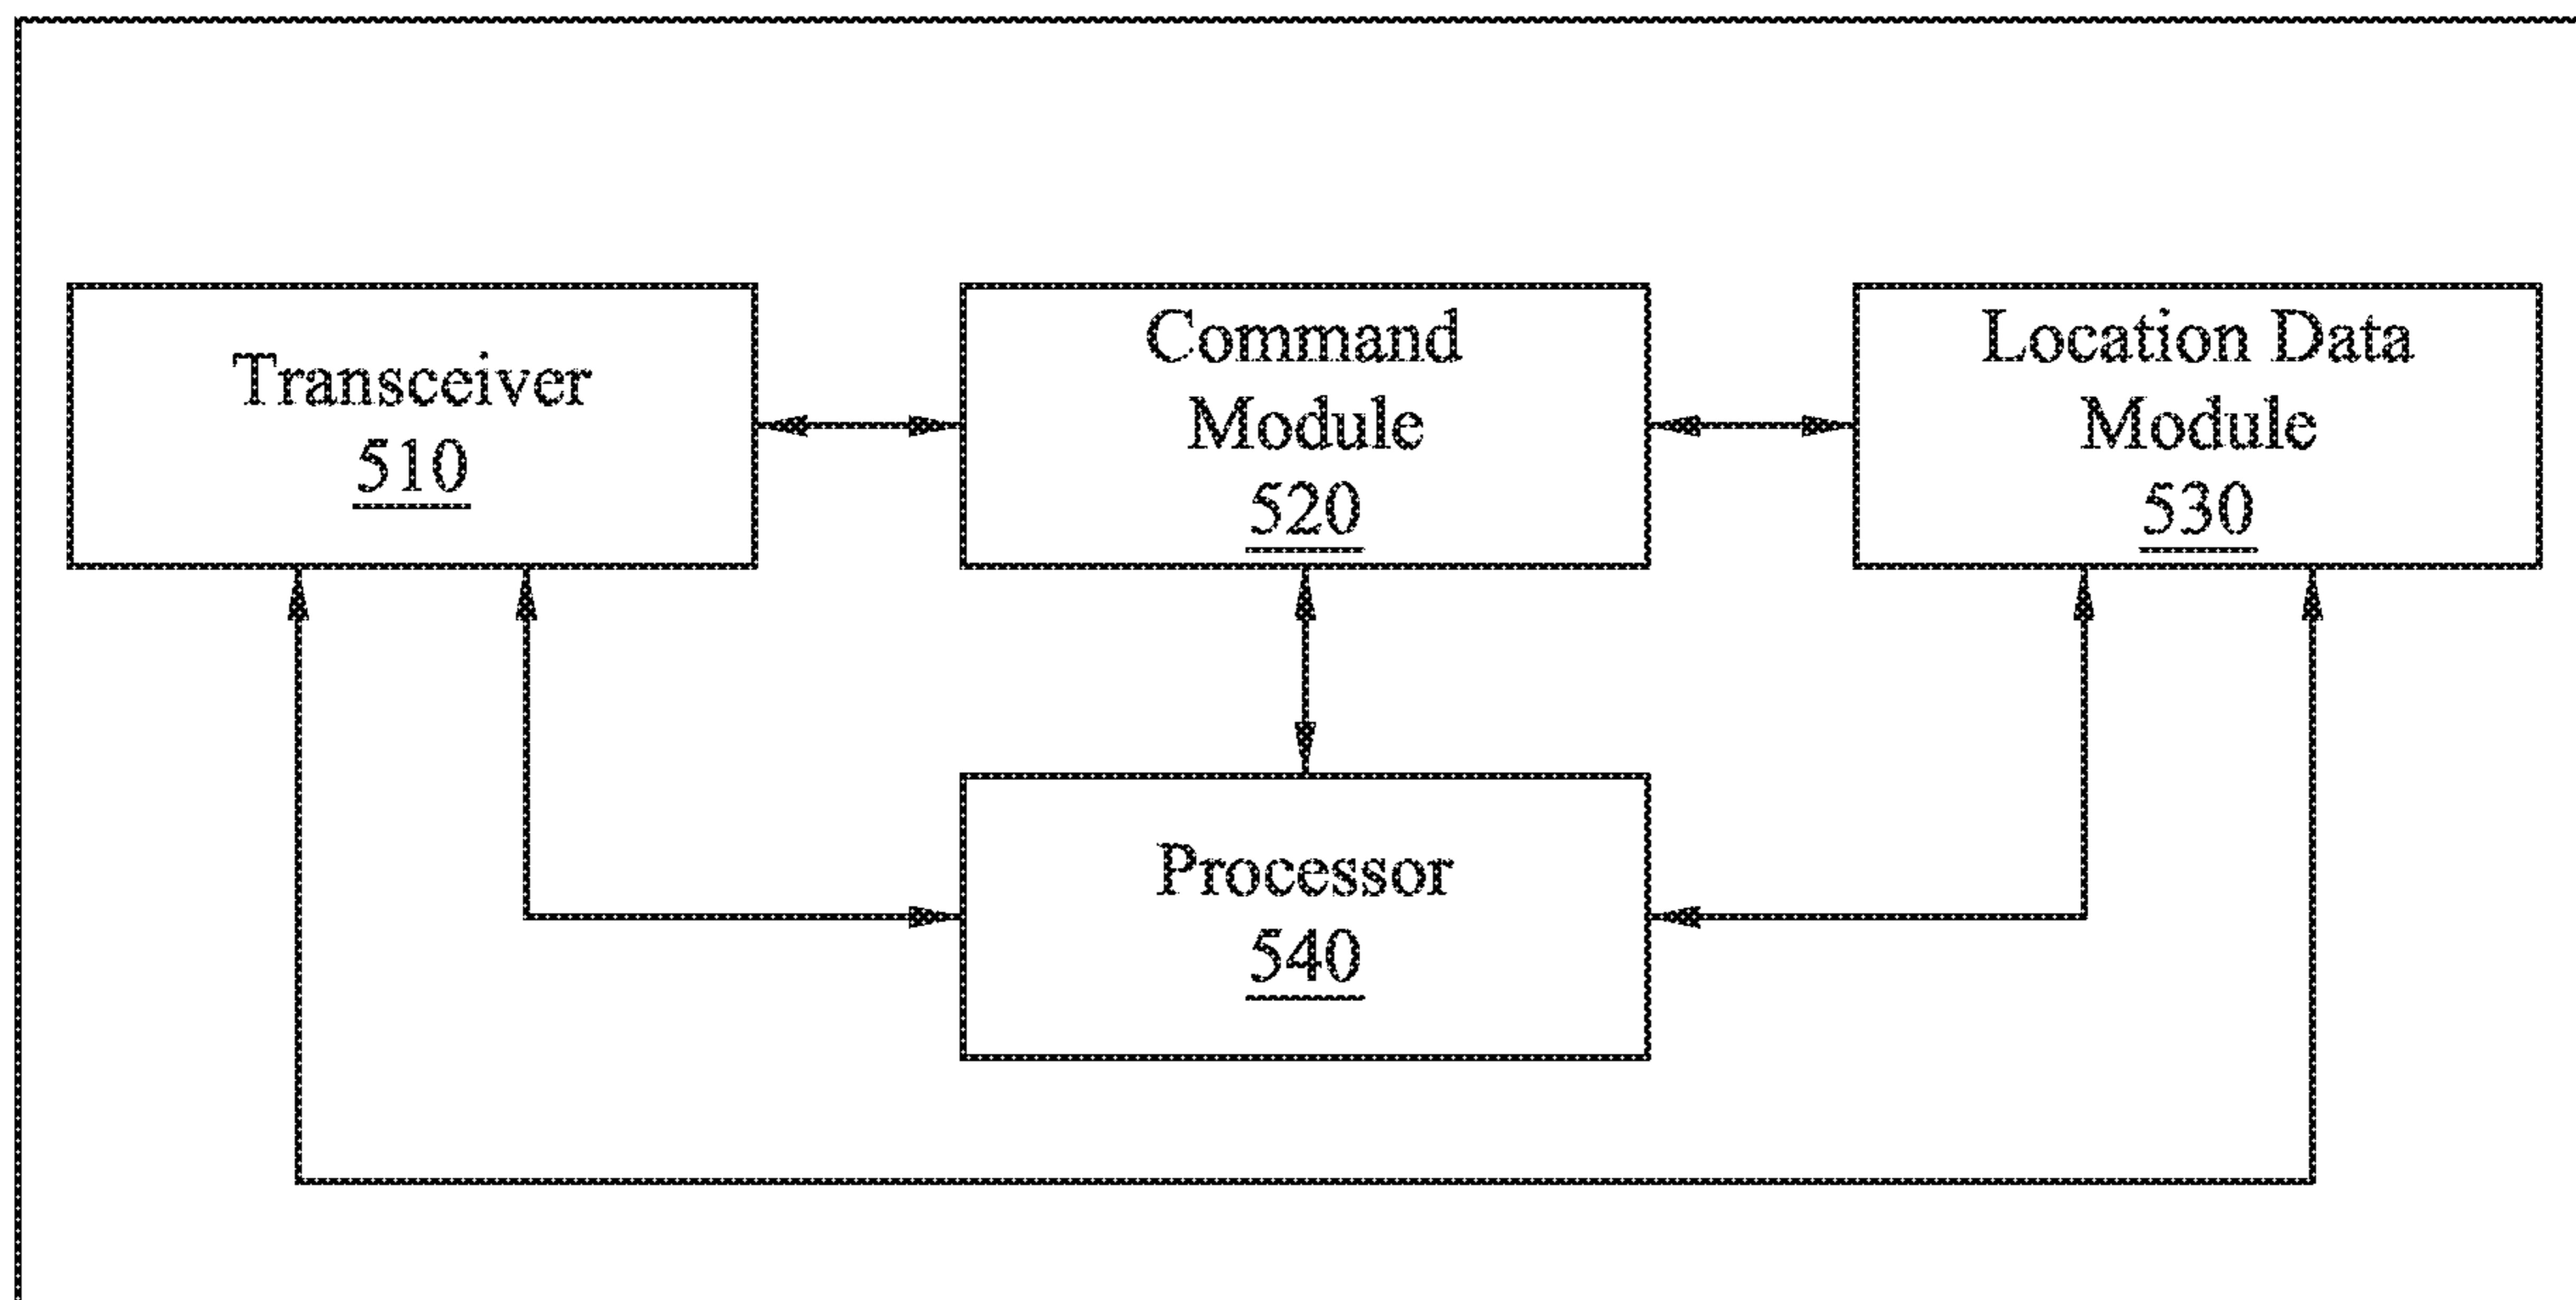 Transceiver
510
Command
Module
520
Location Data
Module
530
Processor
540